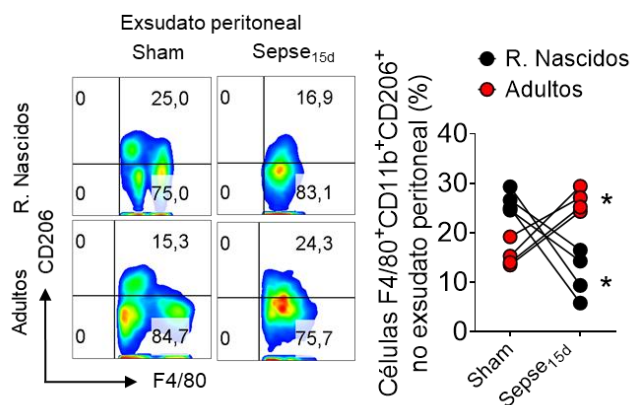 Exsudato peritoneal
Sham
Sepse15d
R. Nascidos
0
25,0
0
16,9
0
75,0
0
83,1
Adultos
0
15,3
0
24,3
0
84,7
0
75,7
CD206
F4/80
R. Nascidos
Adultos
Células F4/80+CD11b+CD206+
no exsudato peritoneal (%)
40
30
20
10
0
*
*
Sham
Sepse15d